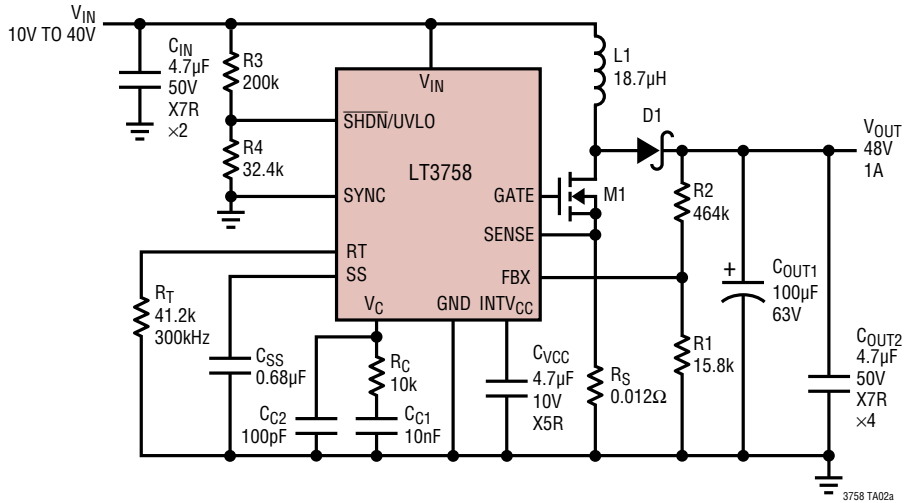 VIN
10V TO 40V
CIN
4.7µF
50V
X7R
×2
R3
200k
R4
32.4k
VIN
SHDN/UVLO
LT3758
SYNC
GATE
SENSE
RT
SS
FBX
VC
GND
INTVCC
L1
18.7µH
D1
M1
VOUT
48V
1A
R2
464k
+
COUT1
100µF
63V
COUT2
4.7µF
50V
X7R
×4
R1
15.8k
RT
41.2k
300kHz
CSS
0.68µF
RC
10k
CC2
100pF
CC1
10nF
CVCC
4.7µF
10V
X5R
RS
0.012Ω
3758 TA02a